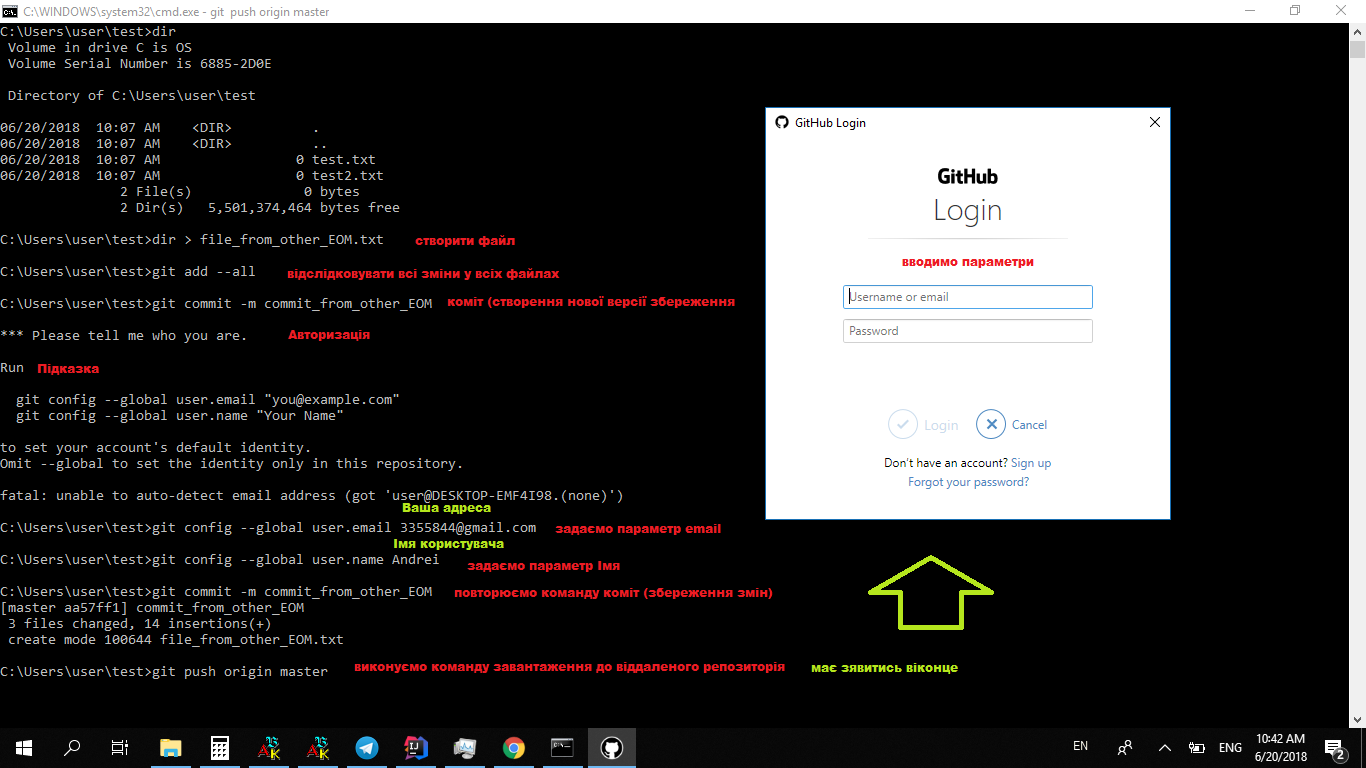 C:\WINDOWS\system32\cmd.exe - git  push origin master
C:\Users\user\test>dir
 Volume in drive C is OS
 Volume Serial Number is 6885-2D0E
 Directory of C:\Users\user\test
06/20/2018  10:07 AM    <DIR>          .
06/20/2018  10:07 AM    <DIR>          ..
06/20/2018  10:07 AM                 0 test.txt
06/20/2018  10:07 AM                 0 test2.txt
               2 File(s)              0 bytes
               2 Dir(s)   5,501,374,464 bytes free
C:\Users\user\test>dir > file_from_other_EOM.txt створити файл
C:\Users\user\test>git add --all відслідковувати всі зміни у всіх файлах
C:\Users\user\test>git commit -m commit_from_other_EOM коміт (створення нової версії збереження
*** Please tell me who you are. Авторизація
Run Підказка
  git config --global user.email "you@example.com"
  git config --global user.name "Your Name"
to set your account's default identity.
Omit --global to set the identity only in this repository.
fatal: unable to auto-detect email address (got 'user@DESKTOP-EMF4I98.(none)')
Ваша адреса
C:\Users\user\test>git config --global user.email 3355844@gmail.com задаємо параметр email
Імя користувача
C:\Users\user\test>git config --global user.name Andrei задаємо параметр Імя
C:\Users\user\test>git commit -m commit_from_other_EOM повторюємо команду коміт (збереження змін)
[master aa57ff1] commit_from_other_EOM
 3 files changed, 14 insertions(+)
 create mode 100644 file_from_other_EOM.txt
C:\Users\user\test>git push origin master виконуємо команду завантаження до віддаленого репозиторія має зявитись віконце
GitHub Login
GitHub
Login
вводимо параметри
Username or email
Password
Login Cancel
Don't have an account? Sign up
Forgot your password?
EN ENG 10:42 AM
6/20/2018
2